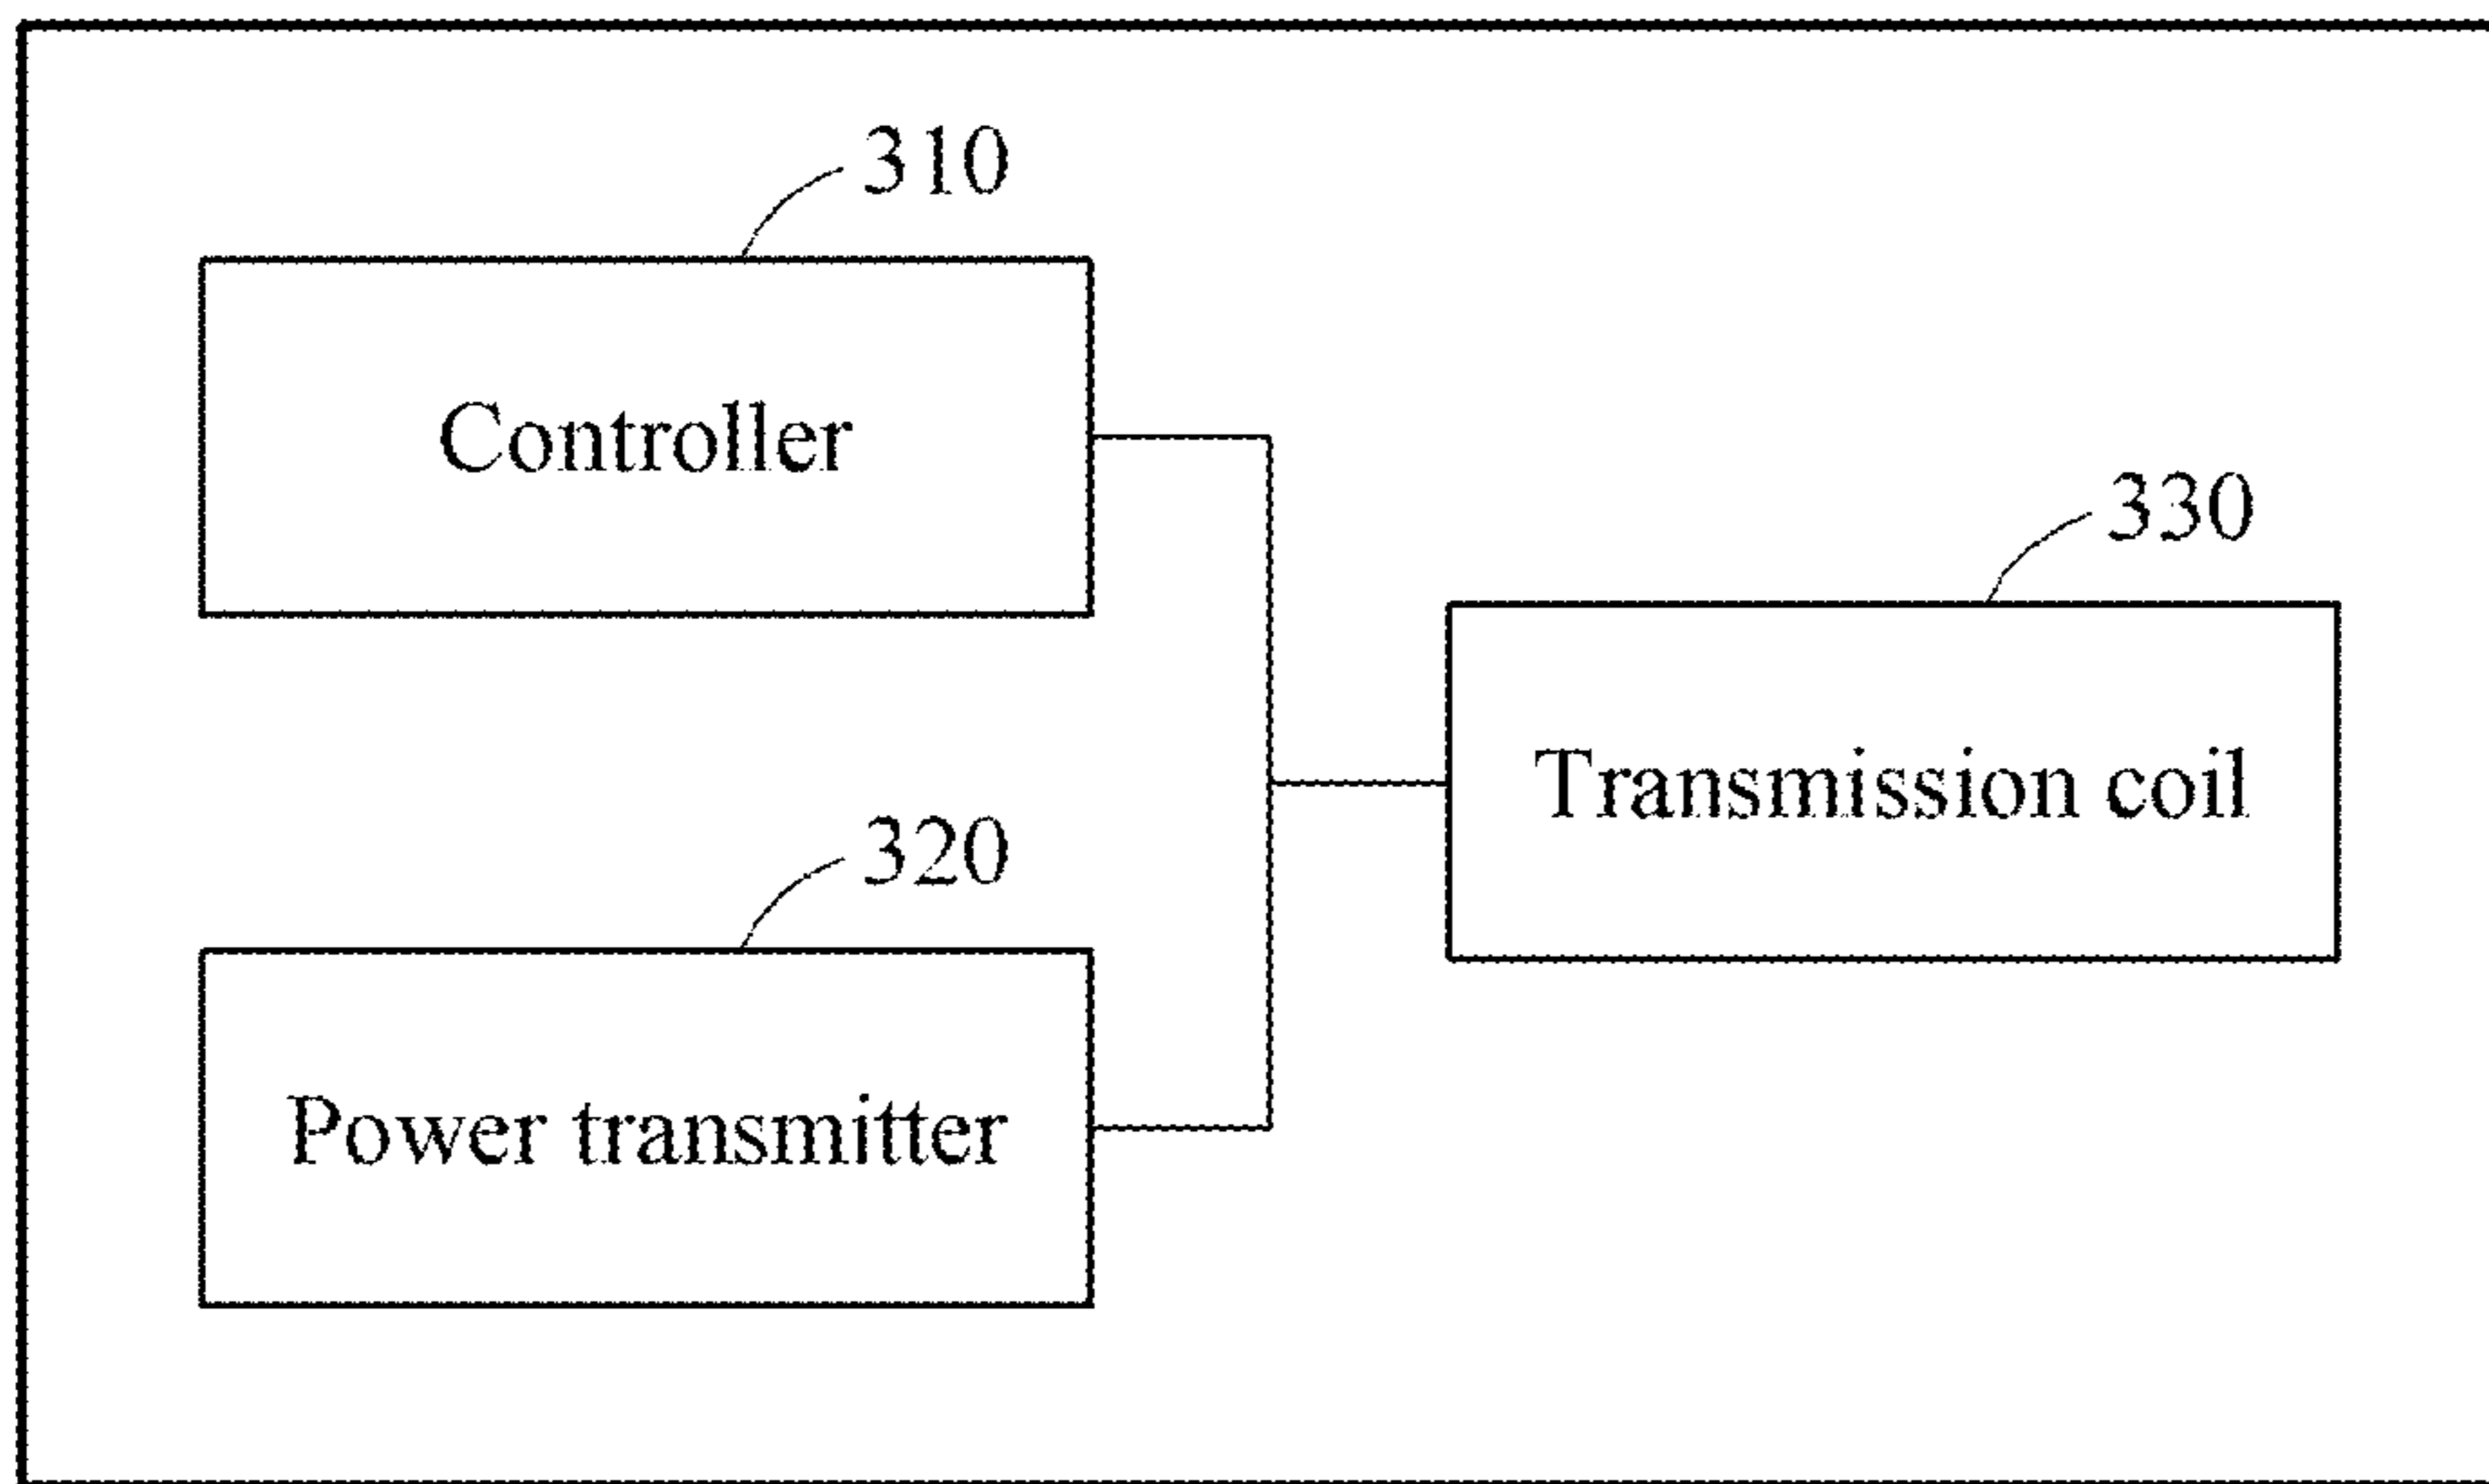 310
Controller
330
Transmission coil
320
Power transmitter